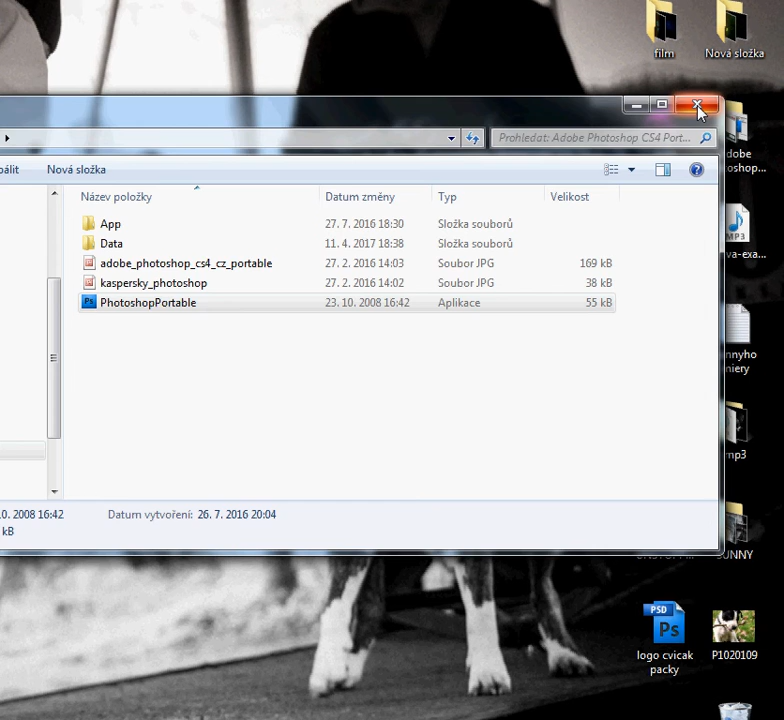 film
Nová složka
Prohledat: Adobe Photoshop CS4 Port...
dobe
oshop...
pálit
Nová složka
Název položky
Datum změny
Typ
Velikost
App
27. 7. 2016 18:30
Složka souborů
Data
11. 4. 2017 18:38
Složka souborů
adobe_photoshop_cs4_cz_portable
27. 2. 2016 14:03
Soubor JPG
169 kB
kaspersky_photoshop
27. 2. 2016 14:02
Soubor JPG
38 kB
PhotoshopPortable
23. 10. 2008 16:42
Aplikace
55 kB
MP3
va-exa...
nnyho
miery
mp3
.0. 2008 16:42
Datum vytvoření: 26. 7. 2016 20:04
kB
SUNNY
PSD
Ps
logo cvicak
packy
P1020109